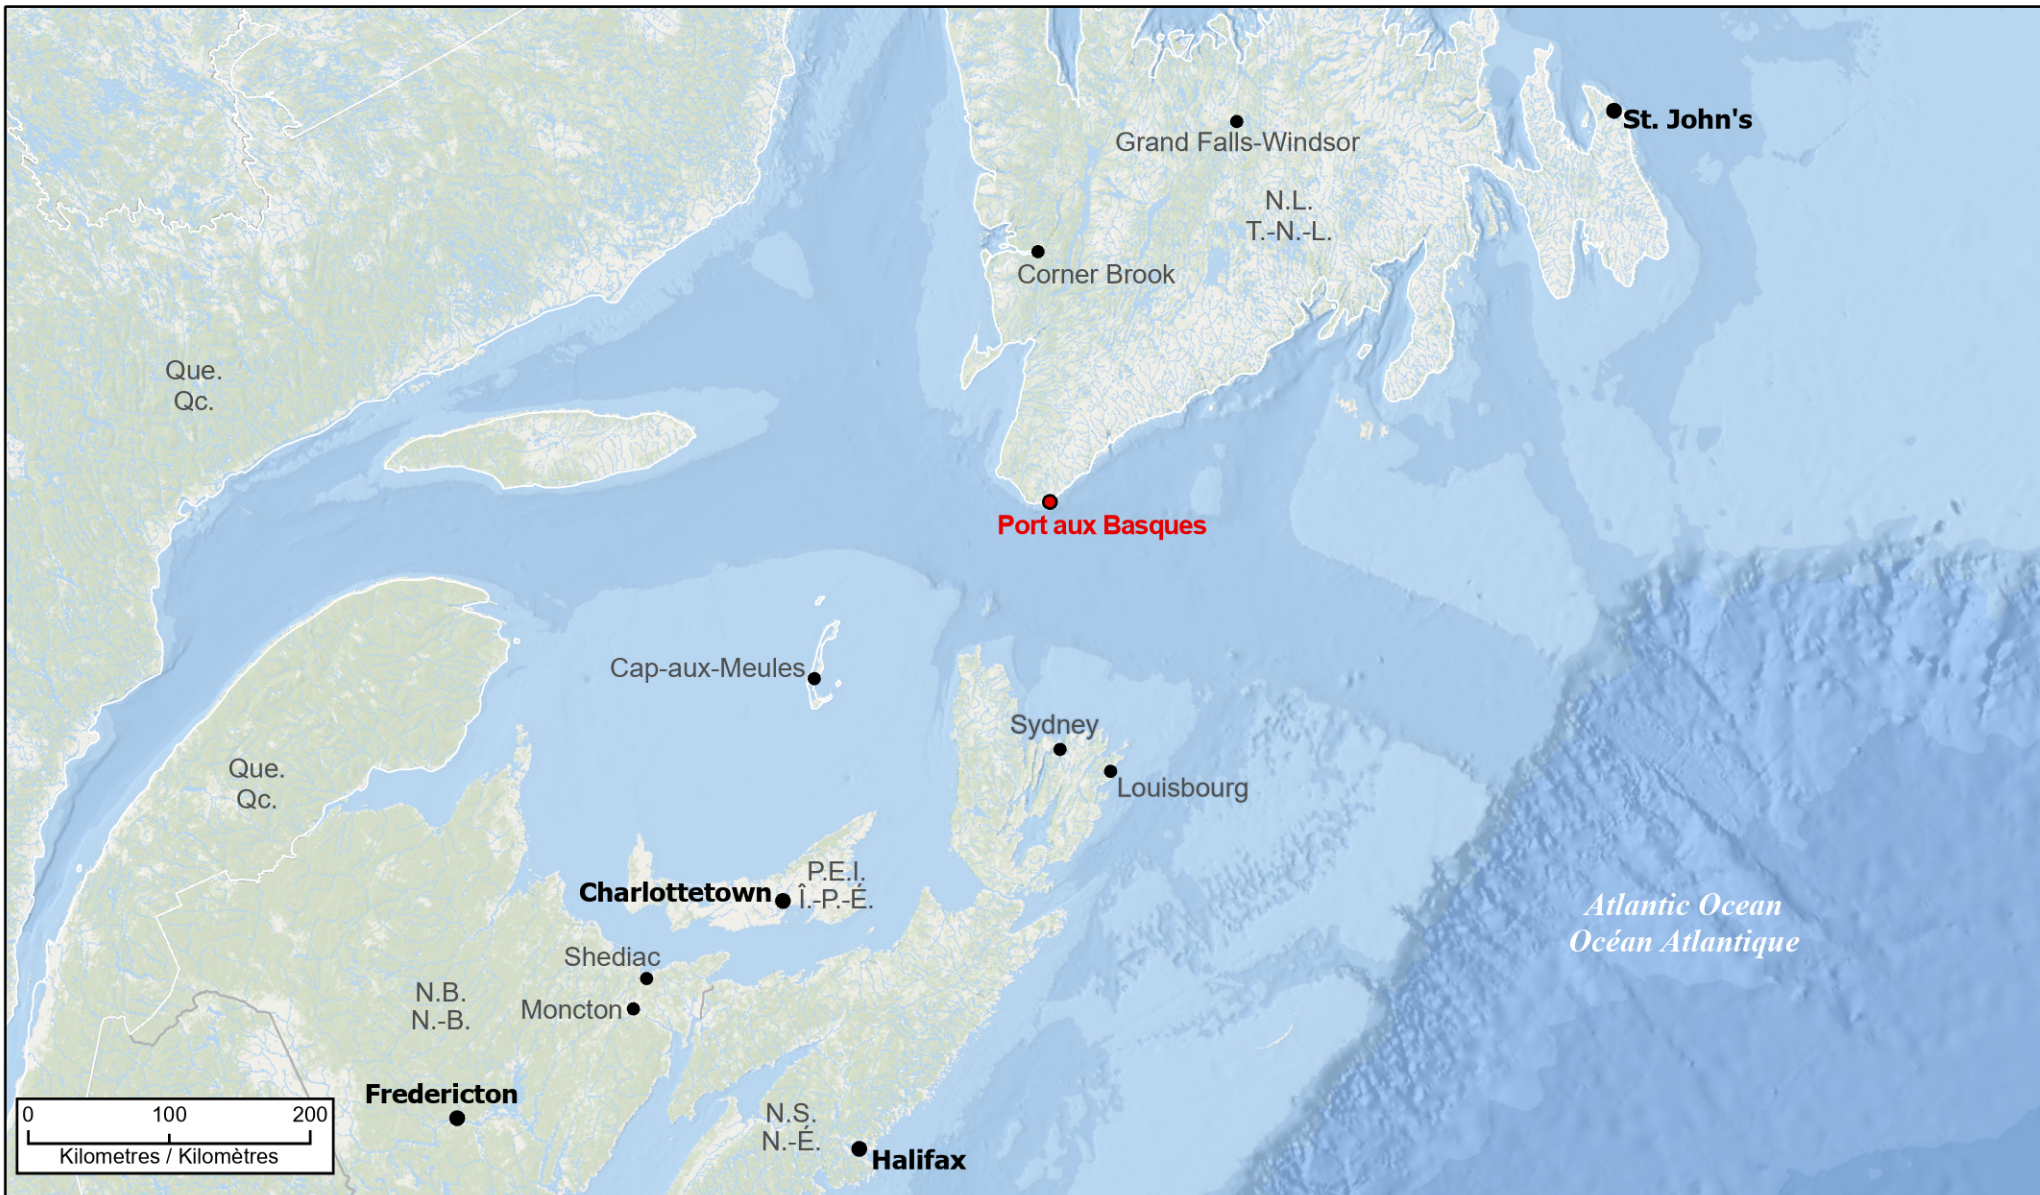 St. John's
Grand Falls-Windsor
N.L.
T.-N.-L.
Corner Brook
Que.
Qc.
Port aux Basques
Cap-aux-Meules
Sydney
Louisbourg
Que.
Qc.
P.E.I.
Î.-P.-É.
Charlottetown
Atlantic Ocean
Océan Atlantique
Shediac
Moncton
N.B.
N.-B.
Fredericton
N.S.
N.-É.
Halifax
0 100 200
Kilometres / Kilomètres